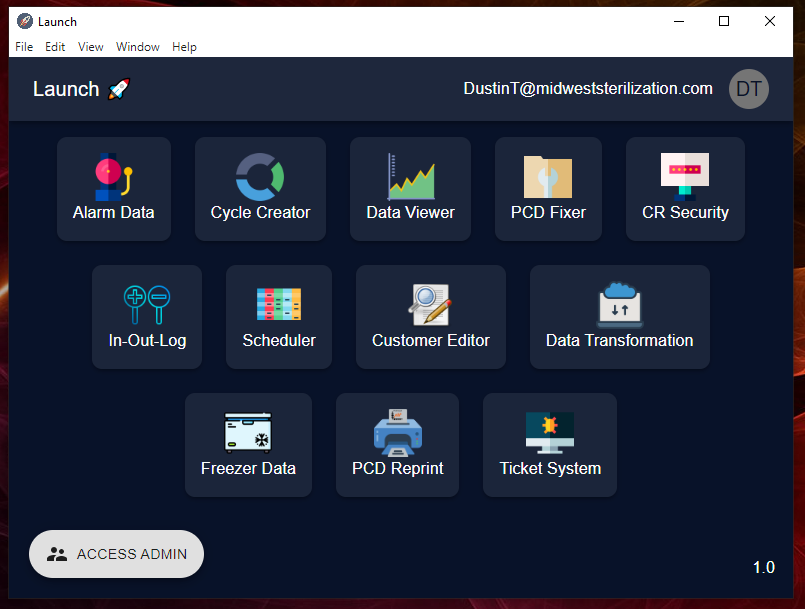 Launch
File Edit View Window Help
Launch 🚀 DustinT@midweststerilization.com DT
Alarm Data Cycle Creator Data Viewer PCD Fixer CR Security
In-Out-Log Scheduler Customer Editor Data Transformation
Freezer Data PCD Reprint Ticket System
ACCESS ADMIN
1.0